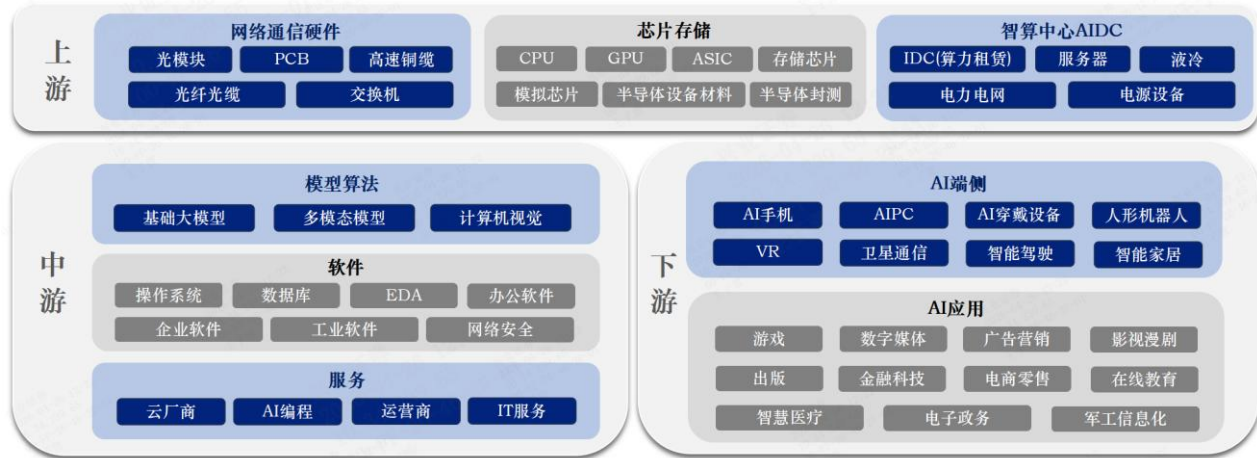 上游
网络通信硬件
光模块 PCB 高速铜缆
光纤光缆 交换机
芯片存储
CPU GPU ASIC 存储芯片
模拟芯片 半导体设备材料 半导体封测
智算中心AIDC
IDC(算力租赁) 服务器 液冷
电力电网 电源设备
中游
模型算法
基础大模型 多模态模型 计算机视觉
软件
操作系统 数据库 EDA 办公软件
企业软件 工业软件 网络安全
服务
云厂商 AI编程 运营商 IT服务
下游
AI端侧
AI手机 AIPC AI穿戴设备 人形机器人
VR 卫星通信 智能驾驶 智能家居
AI应用
游戏 数字媒体 广告营销 影视漫剧
出版 金融科技 电商零售 在线教育
智慧医疗 电子政务 军工信息化